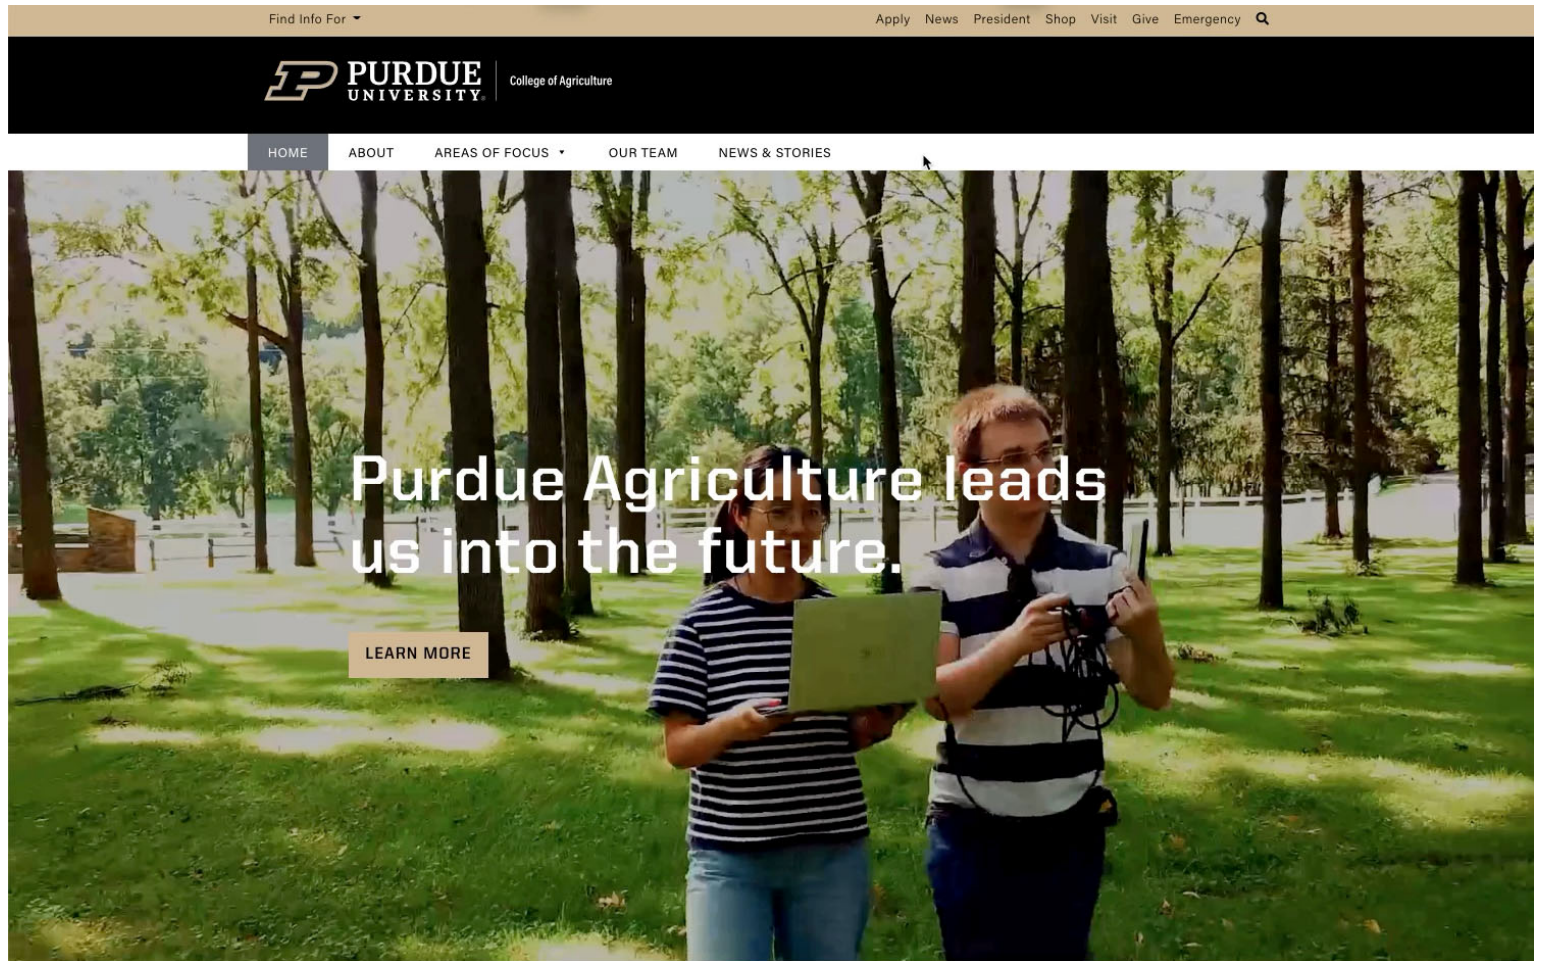 Find Info For
Apply News President Shop Visit Give Emergency
PURDUE
UNIVERSITY®
College of Agriculture
HOME ABOUT AREAS OF FOCUS OUR TEAM NEWS & STORIES
Purdue Agriculture leads
us into the future.
LEARN MORE